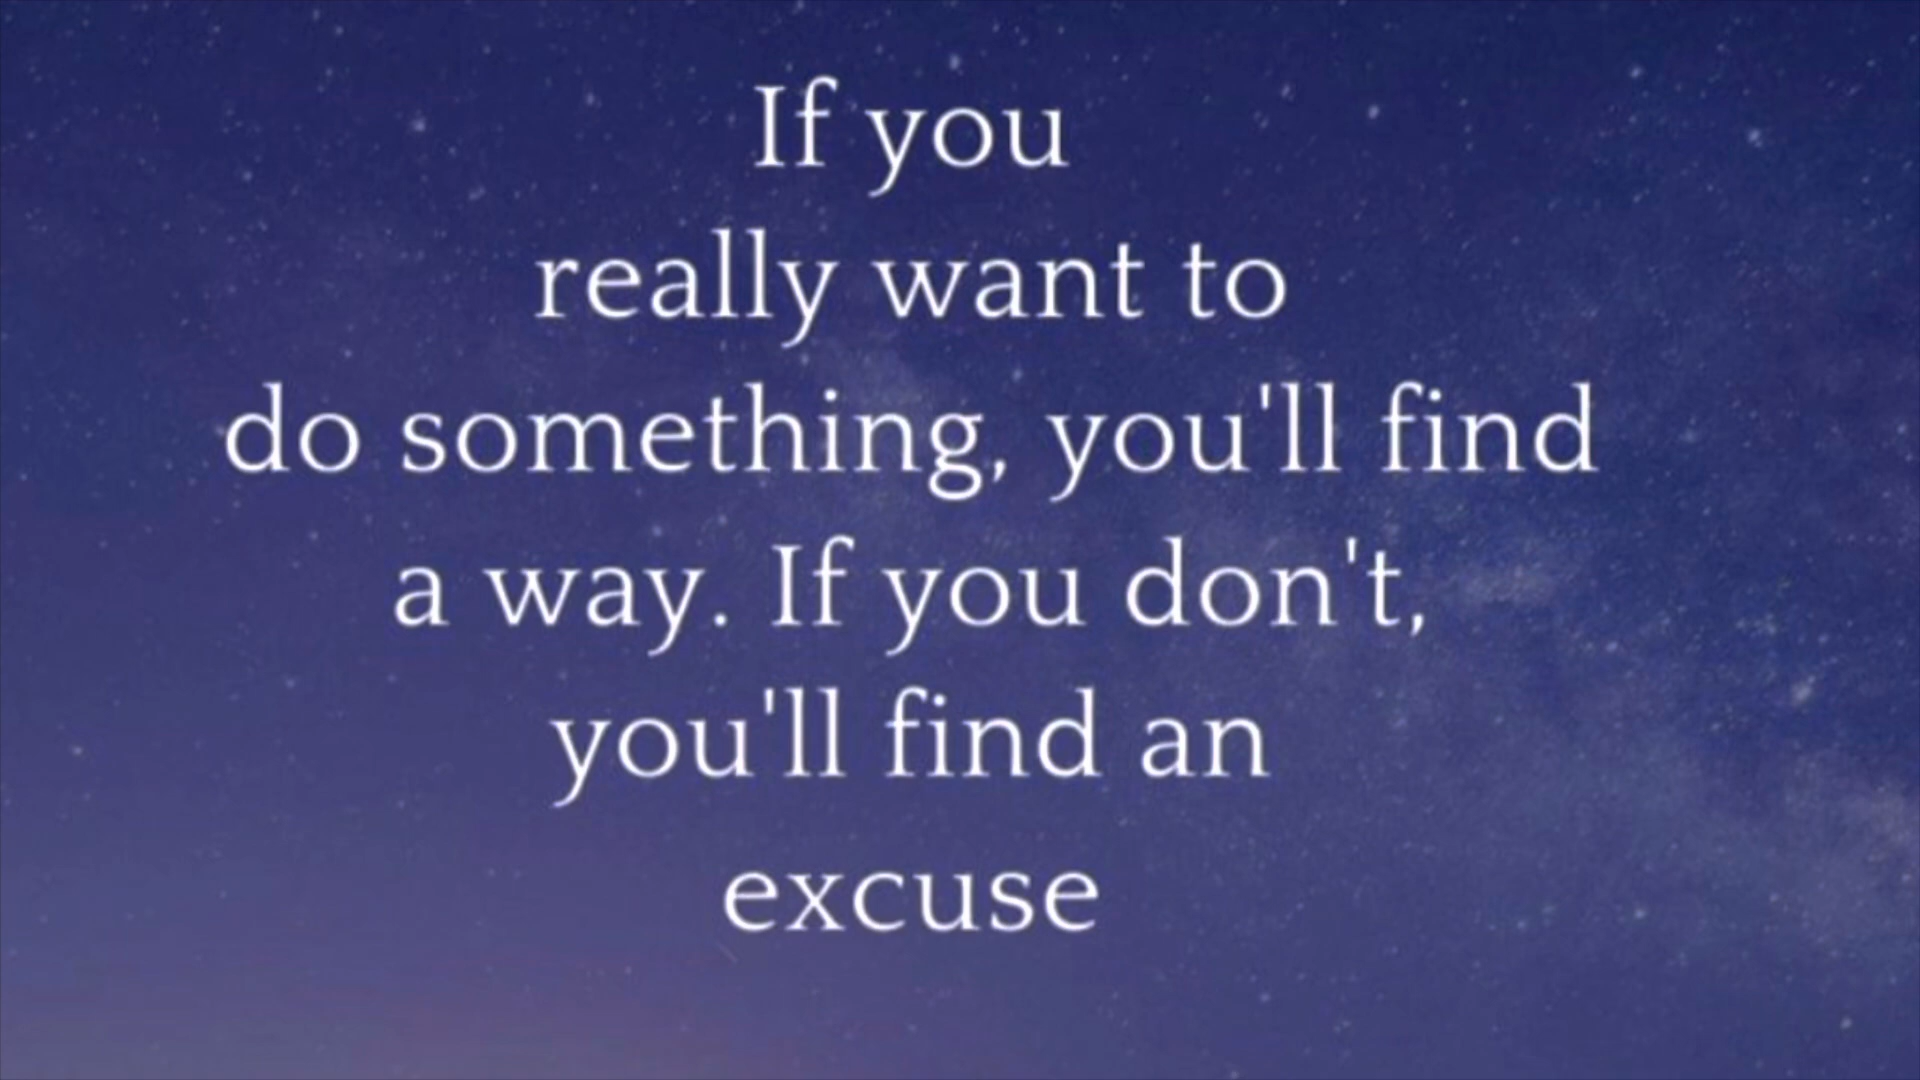 If you
really want to
do something, you'll find
a way. If you don't,
you'll find an
excuse